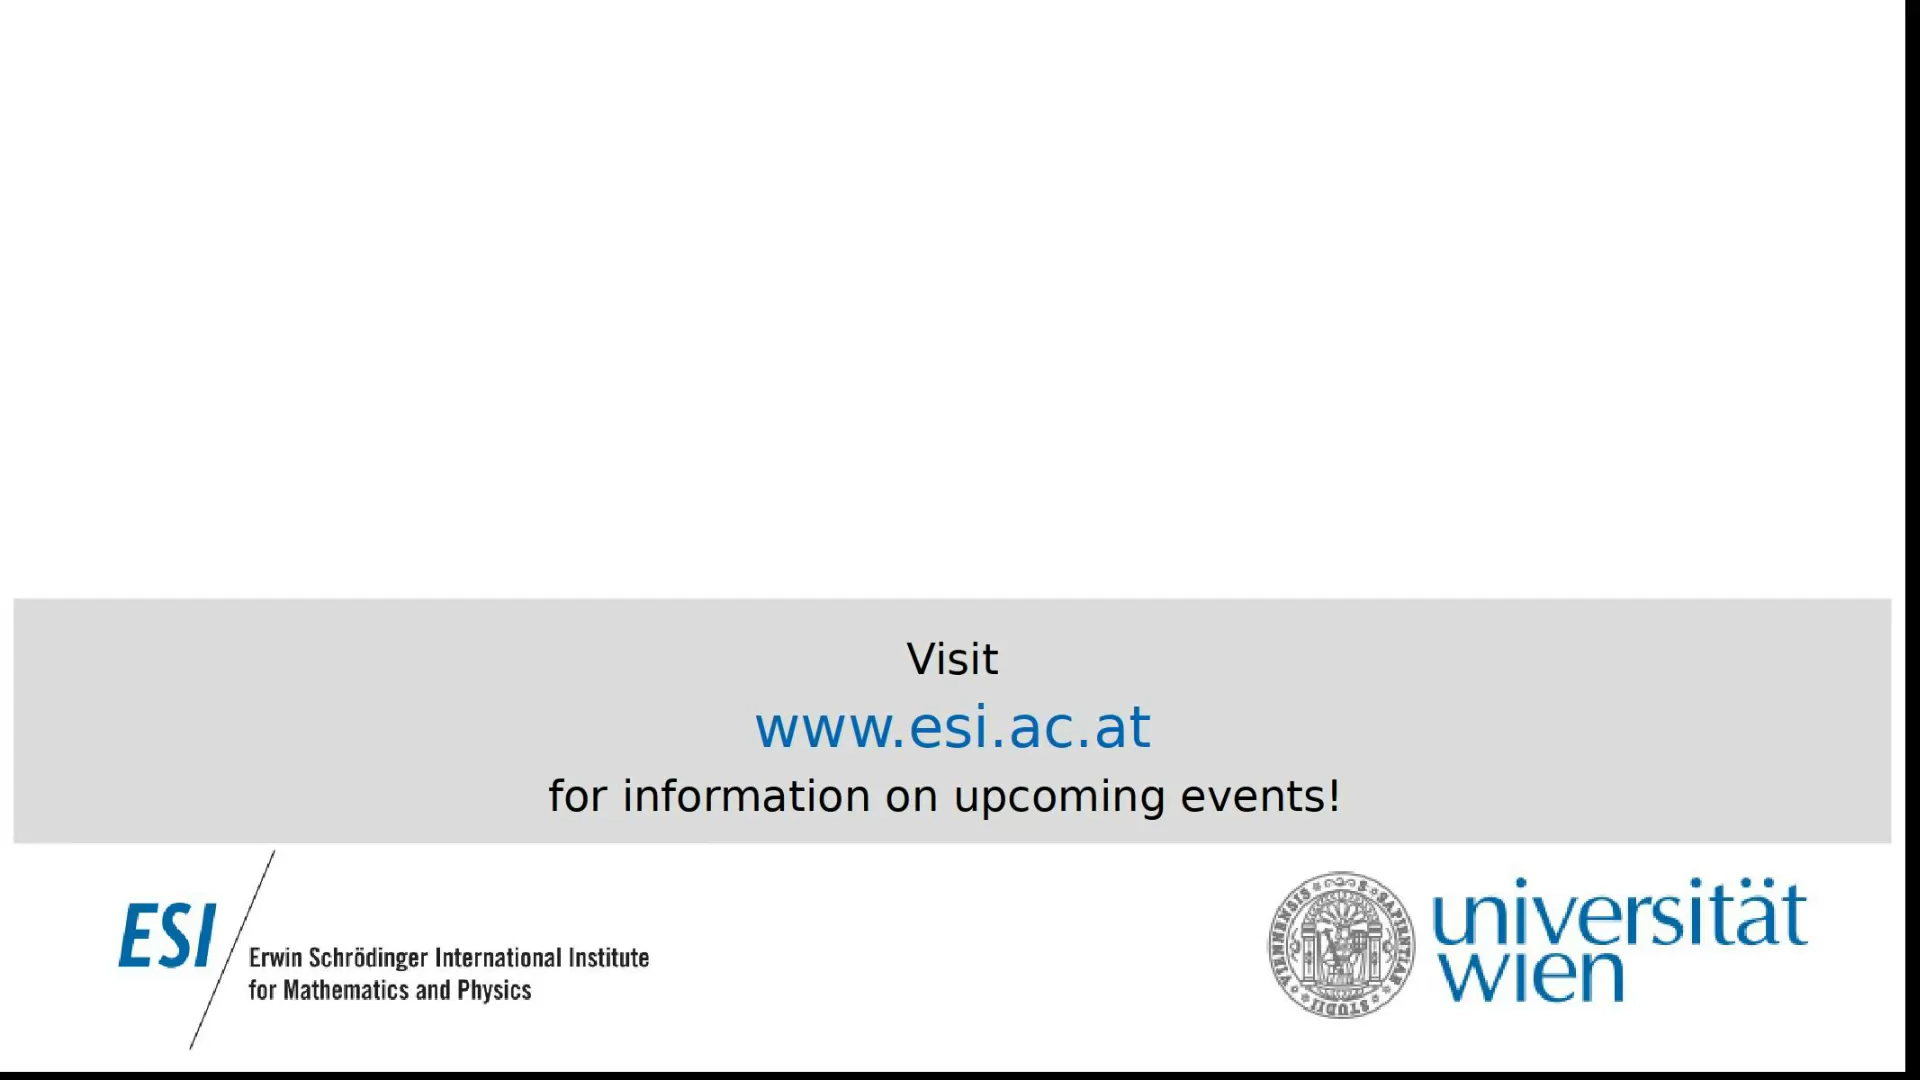 Visit
www.esi.ac.at
for information on upcoming events!
ESI
Erwin Schrödinger International Institute
for Mathematics and Physics
universität
wien